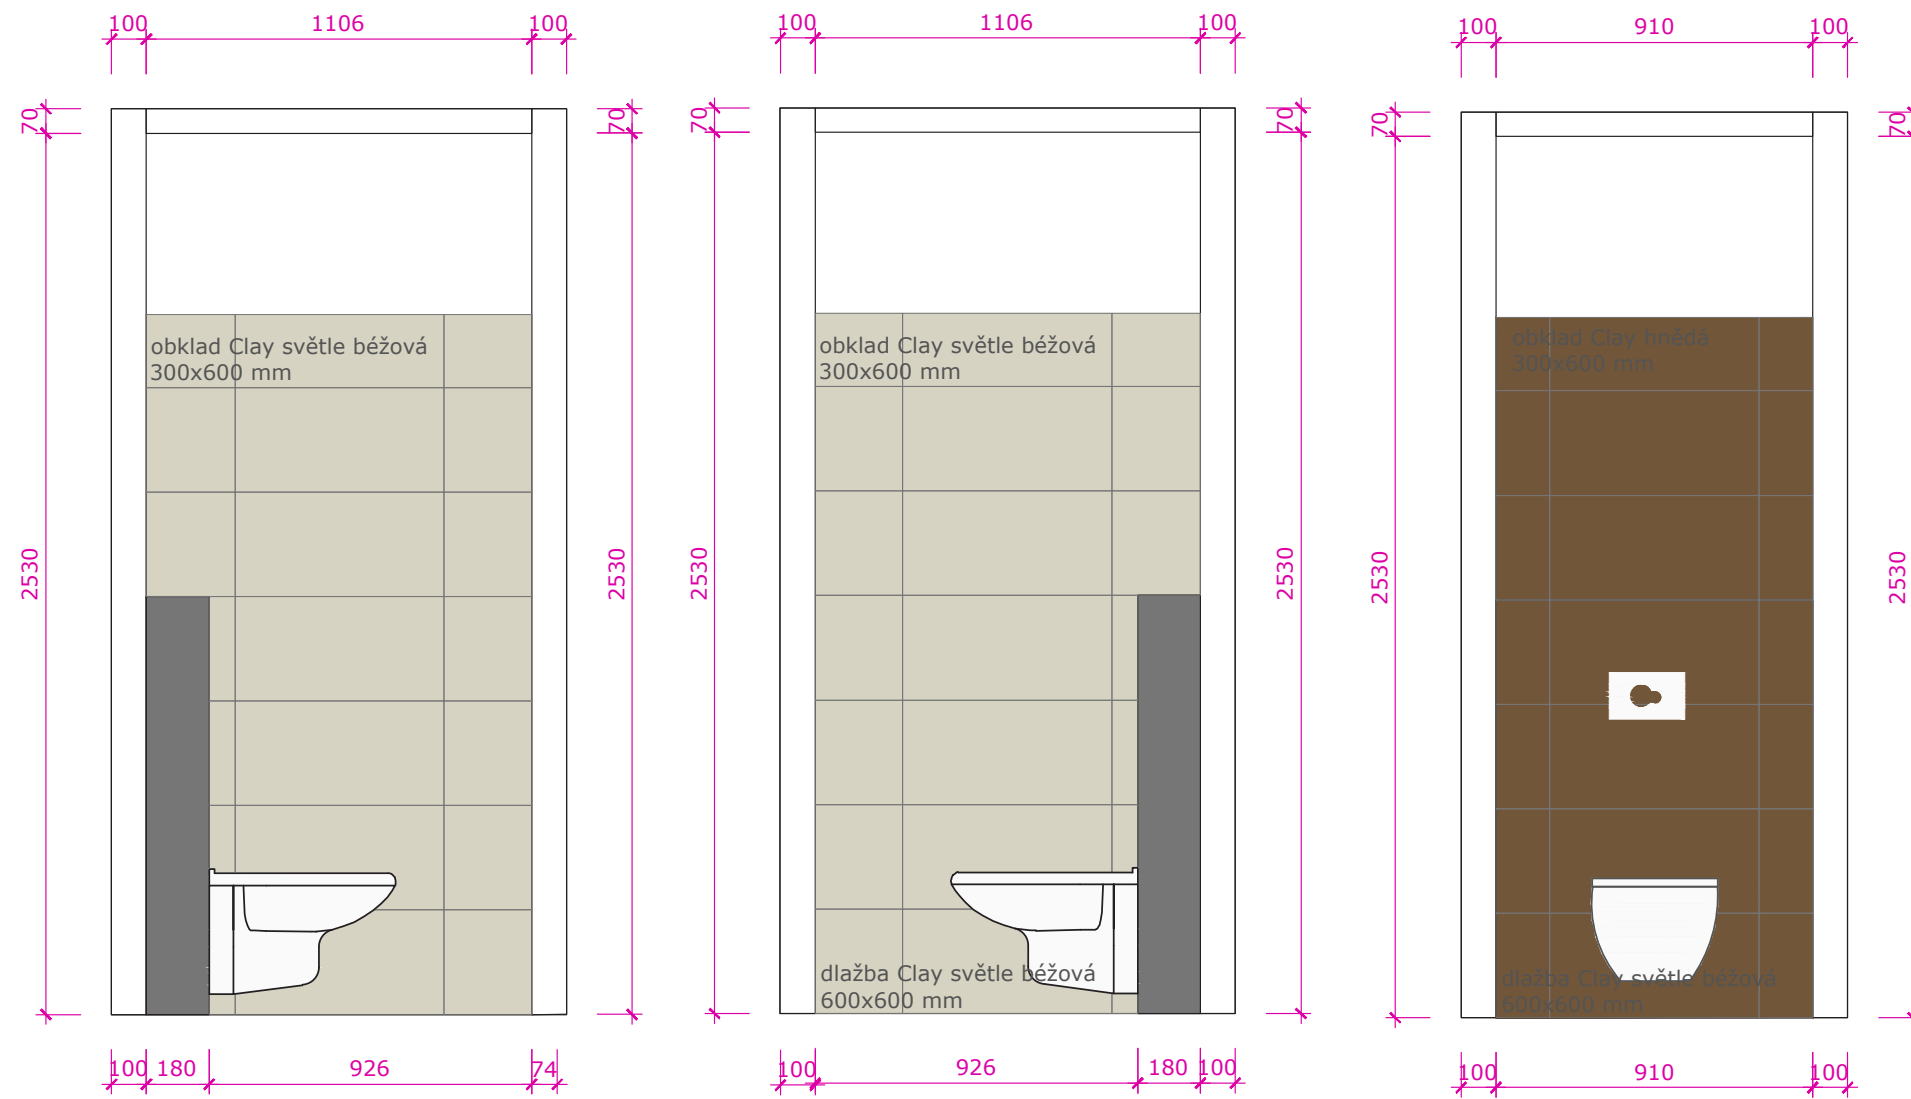 100 1106 100
70 70
obklad Clay světle béžová
300x600 mm
2530 2530
100 180 926 74
100 1106 100
70 70
obklad Clay světle béžová
300x600 mm
2530 2530
dlažba Clay světle béžová
600x600 mm
100 926 180 100
100 910 100
70 70
obklad Clay hnědá
300x600 mm
2530 2530
dlažba Clay světle béžová
600x600 mm
100 910 100